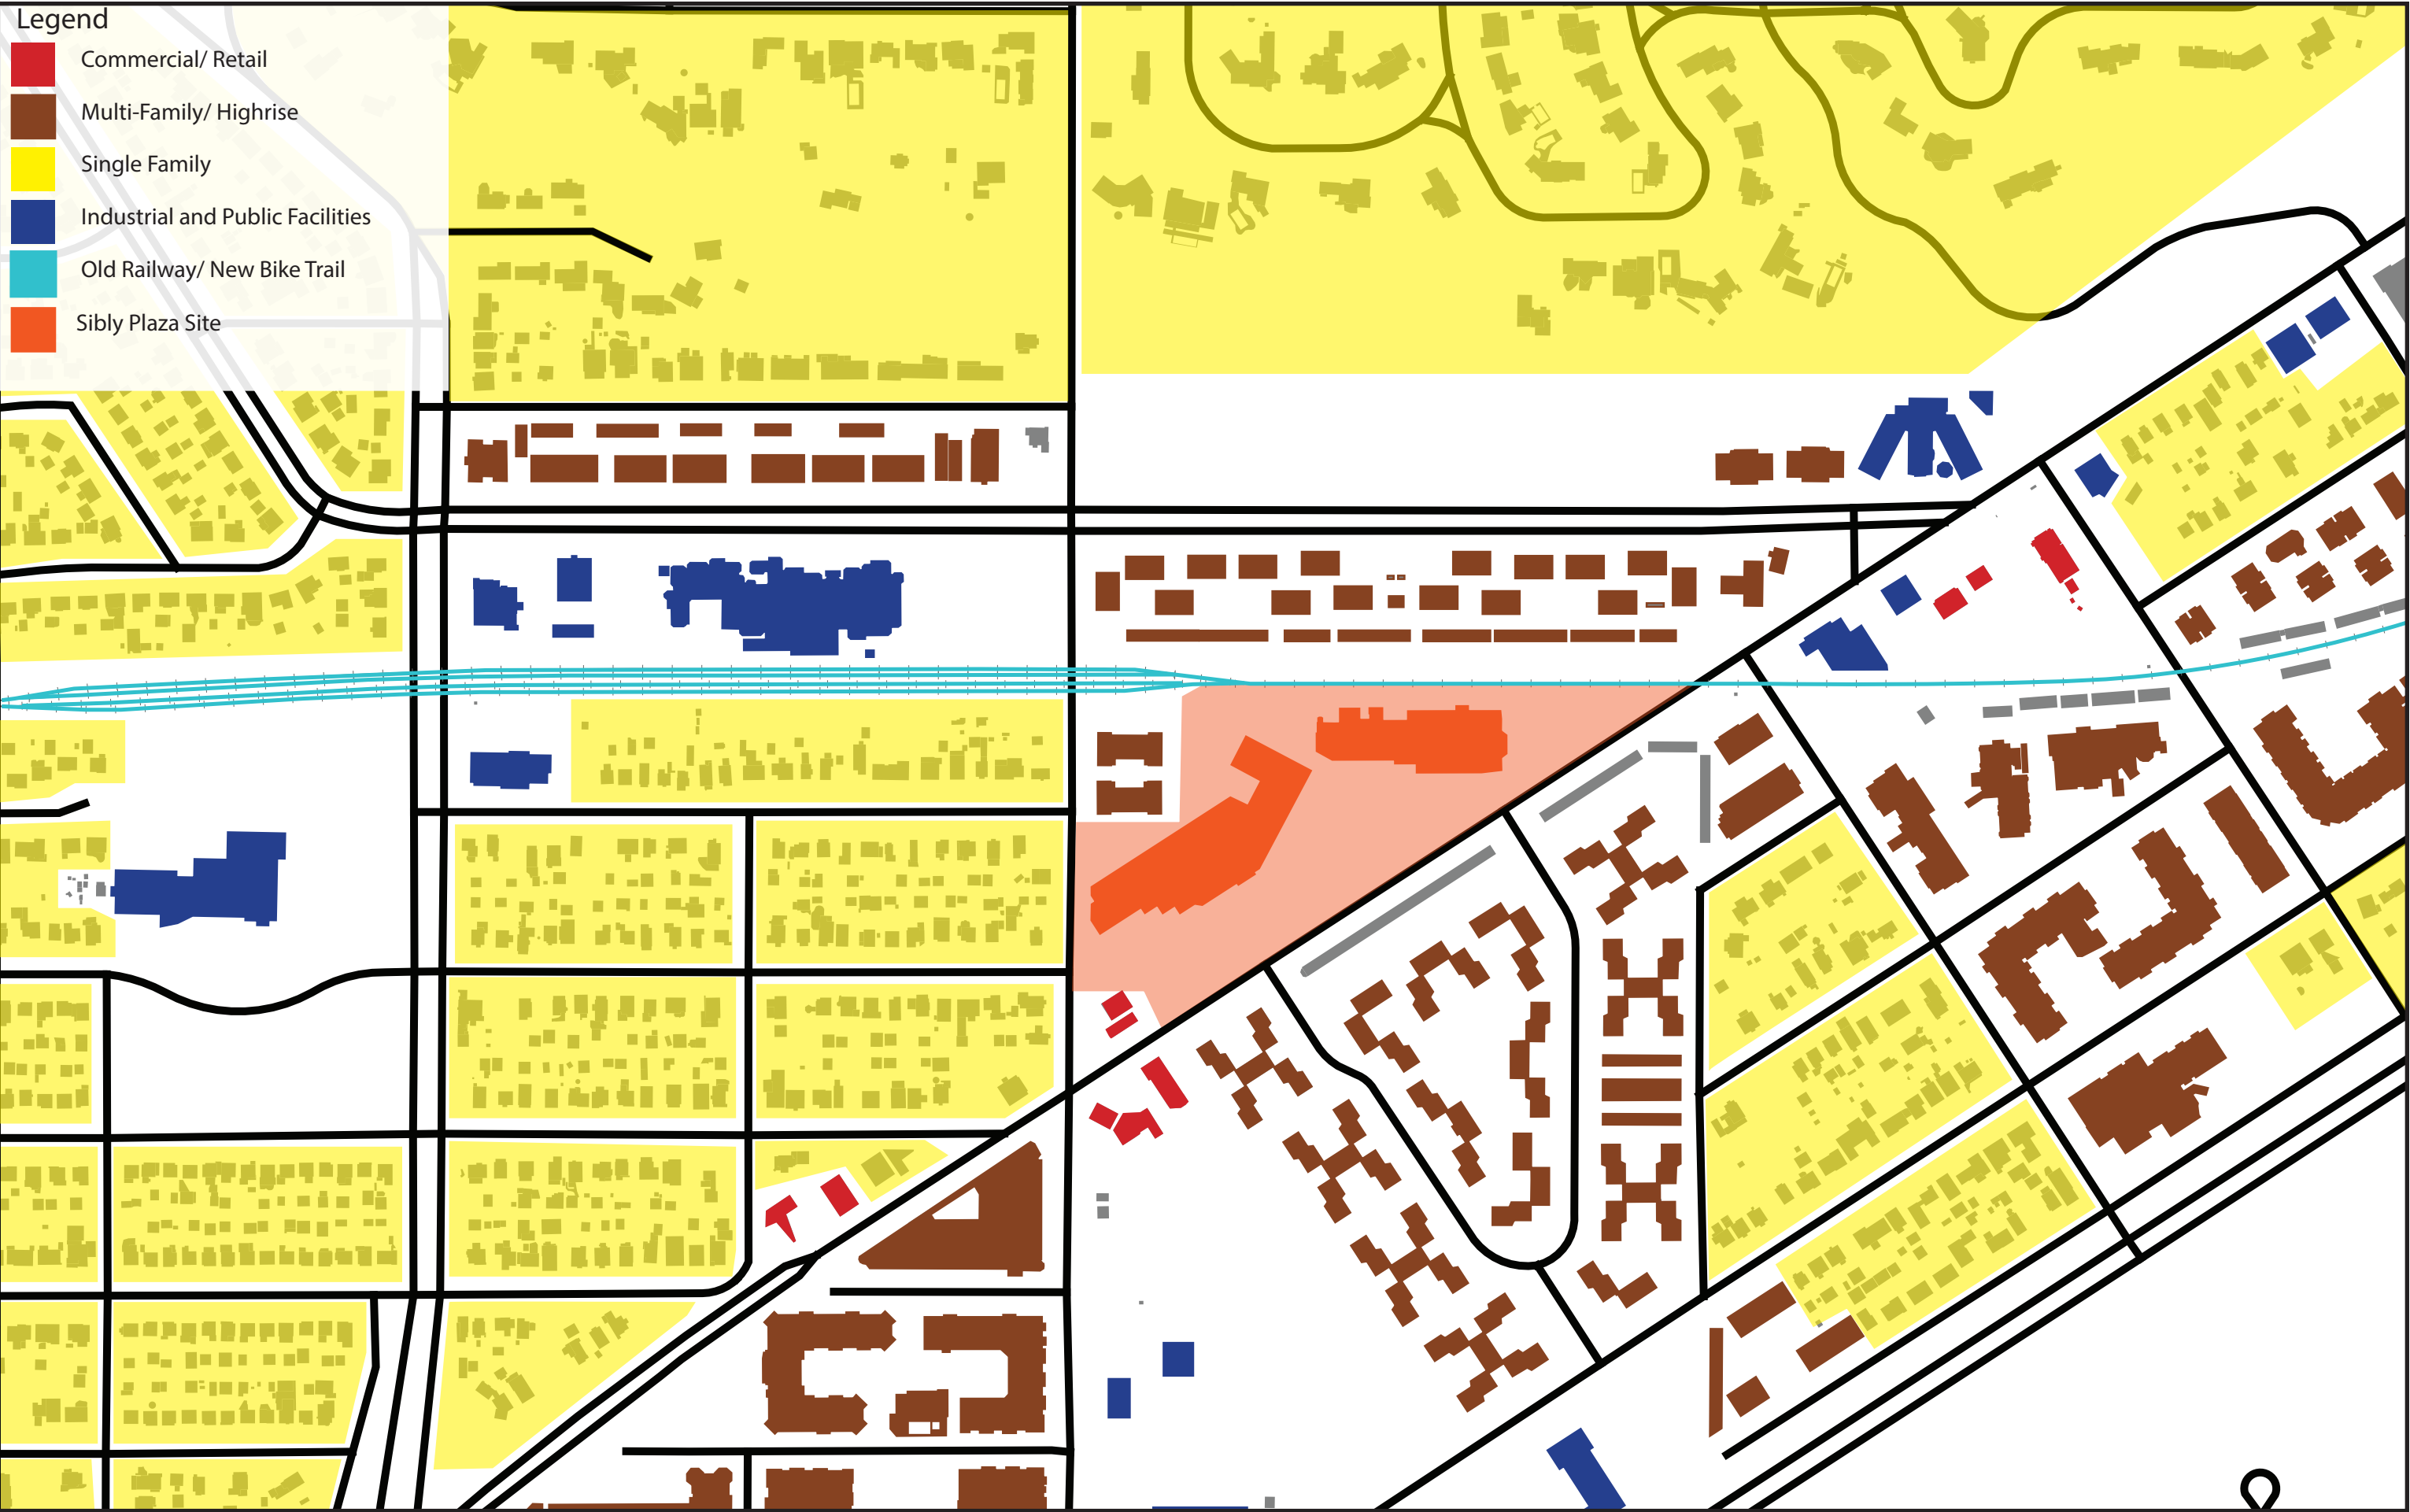 Legend
Commercial/ Retail
Multi-Family/ Highrise
Single Family
Industrial and Public Facilities
Old Railway/ New Bike Trail
Sibly Plaza Site